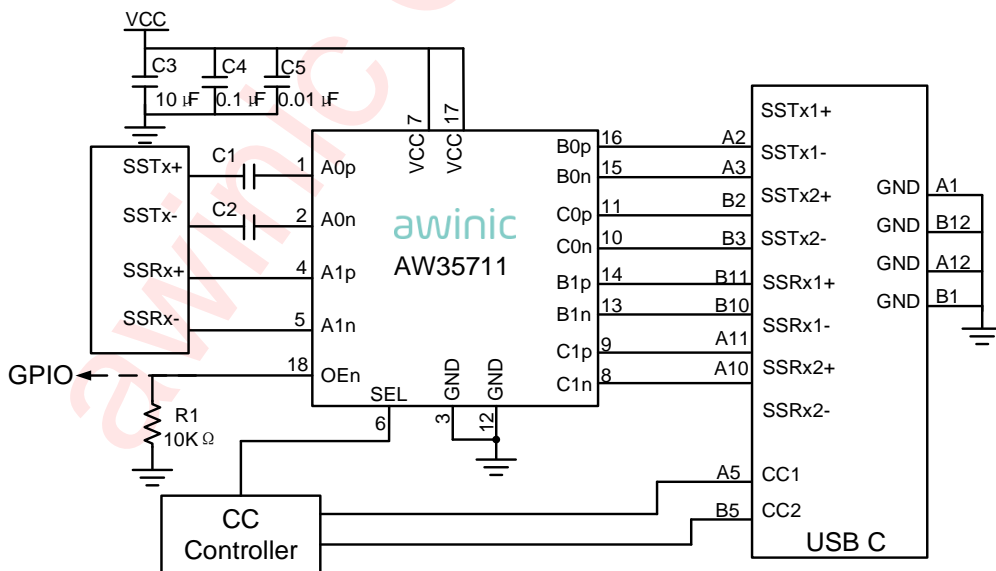 VCC
C3
C4
C5
10 μF
0.1 μF
0.01 μF
7
17
VCC
VCC
SSTx+
C1
1
A0p
SSTx-
C2
2
A0n
SSRx+
4
A1p
SSRx-
5
A1n
GPIO
18
OEn
R1
10KΩ
SEL
6
GND
3
GND
12
awinic
AW35711
B0p
16
A2
B0n
15
A3
C0p
11
B2
C0n
10
B3
B1p
14
B11
B1n
13
B10
C1p
9
A11
C1n
8
A10
SSTx1+
SSTx1-
SSTx2+
SSTx2-
SSRx1+
SSRx1-
SSRx2+
SSRx2-
GND
A1
GND
B12
GND
A12
GND
B1
A5
CC1
B5
CC2
USB C
CC
Controller
awinic C